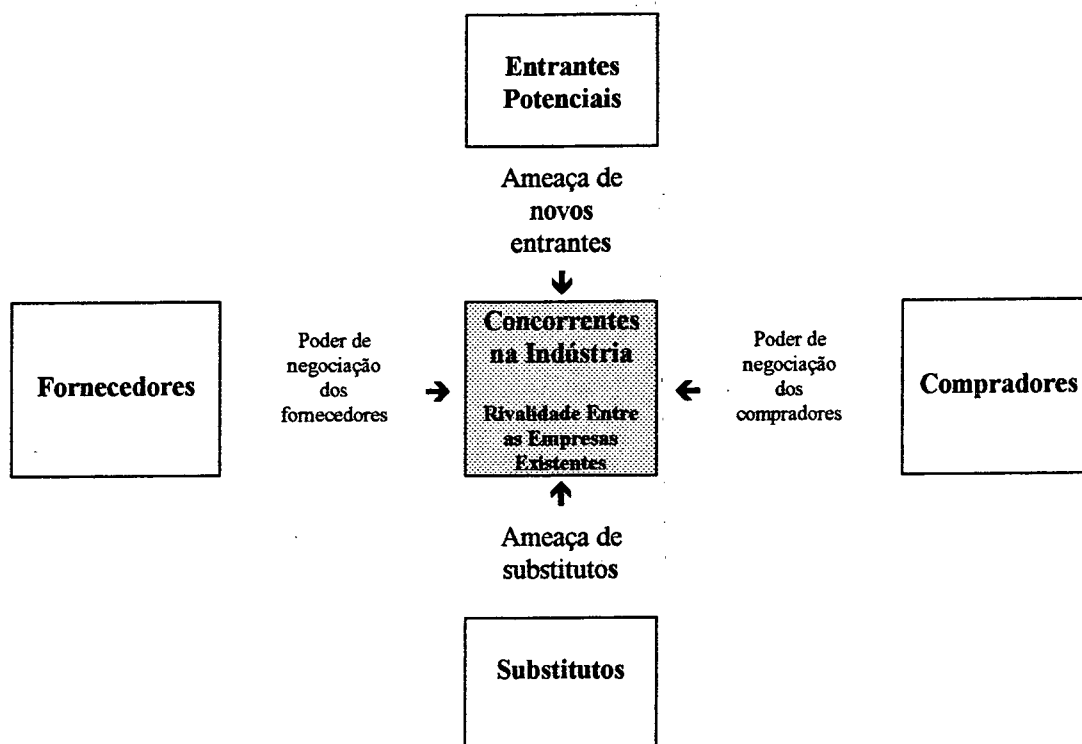 Entrantes
Potenciais
Ameaça de
novos
entrantes
Fornecedores
Poder de
negociação
dos
fornecedores
Concorrentes
na Indústria
Rivalidade Entre
as Empresas
Existentes
Poder de
negociação
dos
compradores
Compradores
Ameaça de
substitutos
Substitutos